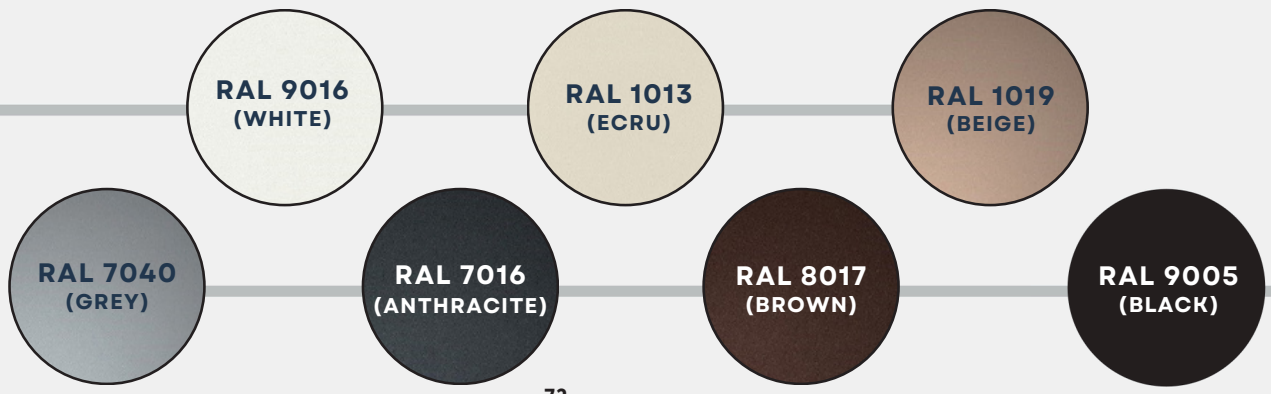 RAL 9016
(WHITE)
RAL 1013
(ECRU)
RAL 1019
(BEIGE)
RAL 7040
(GREY)
RAL 7016
(ANTHRACITE)
RAL 8017
(BROWN)
RAL 9005
(BLACK)